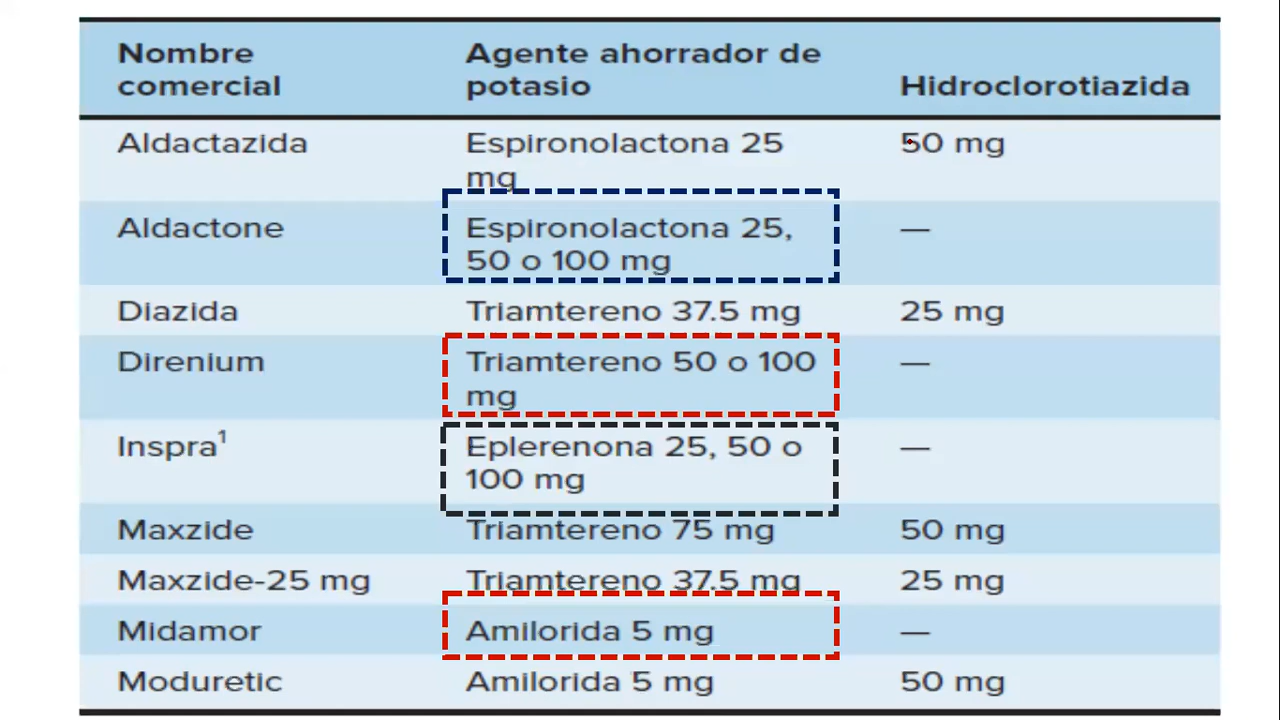 Nombre comercial	Agente ahorrador de potasio	Hidroclorotiazida
Aldactazida	Espironolactona 25 mg	50 mg
Aldactone	Espironolactona 25, 50 o 100 mg	—
Diazida	Triamtereno 37.5 mg	25 mg
Direnium	Triamtereno 50 o 100 mg	—
Inspra¹	Eplerenona 25, 50 o 100 mg	—
Maxzide	Triamtereno 75 mg	50 mg
Maxzide-25 mg	Triamtereno 37.5 mg	25 mg
Midamor	Amilorida 5 mg	—
Moduretic	Amilorida 5 mg	50 mg